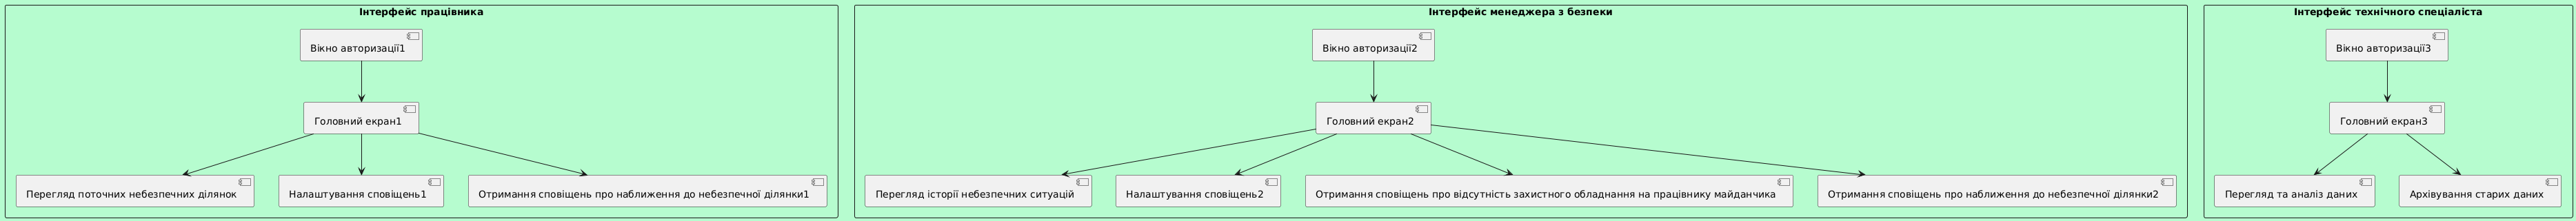 Інтерфейс працівника
Вікно авторизації1
Головний екран1
Перегляд поточних небезпечних ділянок
Налаштування сповіщень1
Отримання сповіщень про наближення до небезпечної ділянки1
Інтерфейс менеджера з безпеки
Вікно авторизації2
Головний екран2
Перегляд історії небезпечних ситуацій
Налаштування сповіщень2
Отримання сповіщень про відсутність захистного обладнання на працівнику майданчика
Отримання сповіщень про наближення до небезпечної ділянки2
Інтерфейс технічного спеціаліста
Вікно авторизації3
Головний екран3
Перегляд та аналіз даних
Архівування старих даних